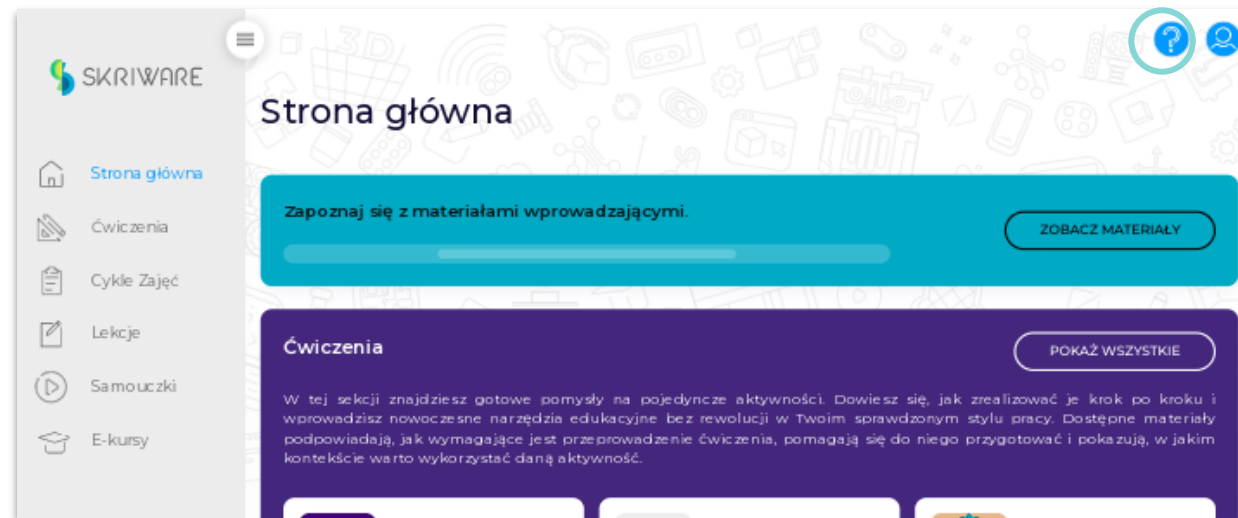 SKRIWARE
Strona główna
Ćwiczenia
Cykle Zajęć
Lekcje
Samouczki
E-kursy
3D
?
Strona główna
Zapoznaj się z materiałami wprowadzającymi.
ZOBACZ MATERIAŁY
Ćwiczenia
POKAŻ WSZYSTKIE
W tej sekcji znajdziesz gotowe pomysły na pojedyncze aktywności. Dowiesz się, jak zrealizować je krok po kroku i
wprowadzisz nowoczesne narzędzia edukacyjne bez rewolucji w Twoim sprawdzonym stylu pracy. Dostępne materiały
podpowiadają, jak wymagające jest przeprowadzenie ćwiczenia, pomagają się do niego przygotować i pokazują, w jakim
kontekście warto wykorzystać daną aktywność.